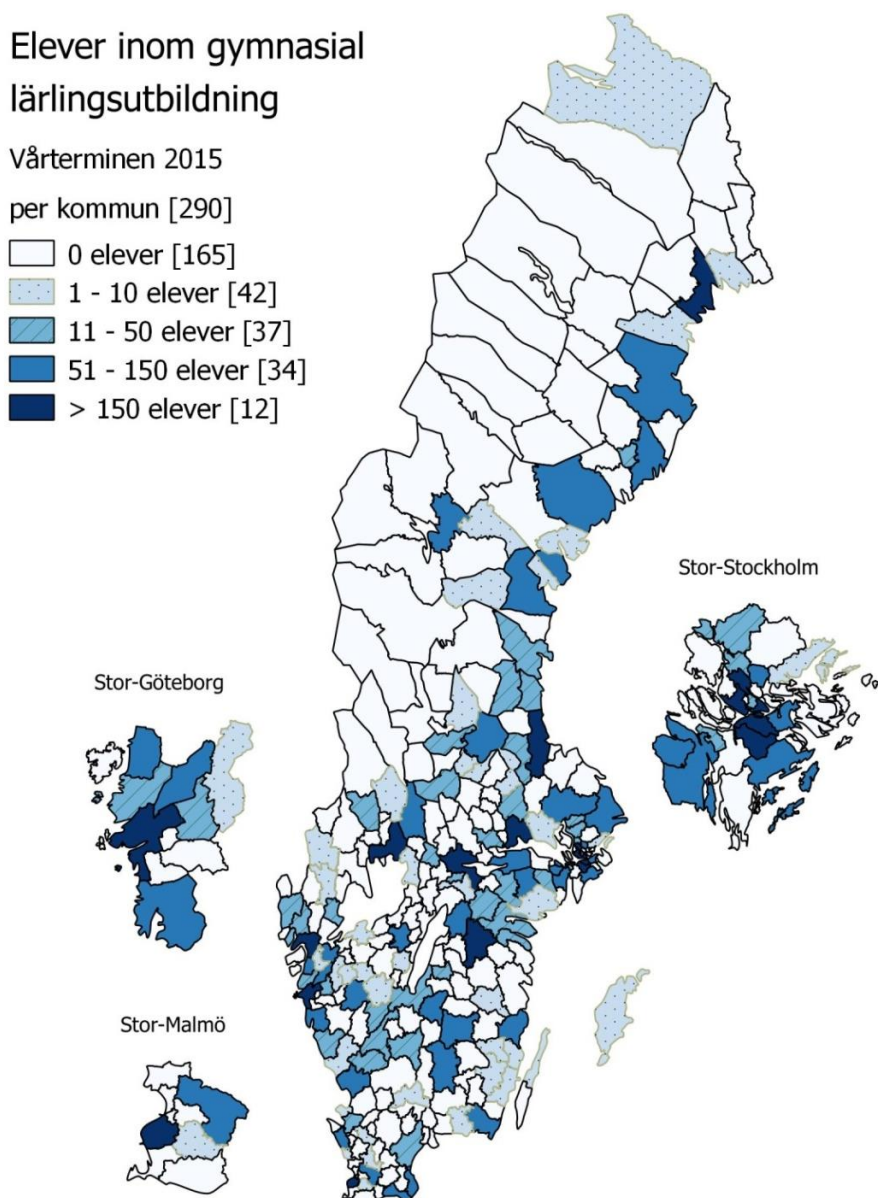 Elever inom gymnasial
lärlingsutbildning
Vårterminen 2015
per kommun [290]
0 elever [165]
1 - 10 elever [42]
11 - 50 elever [37]
51 - 150 elever [34]
> 150 elever [12]
Stor-Stockholm
Stor-Göteborg
Stor-Malmö